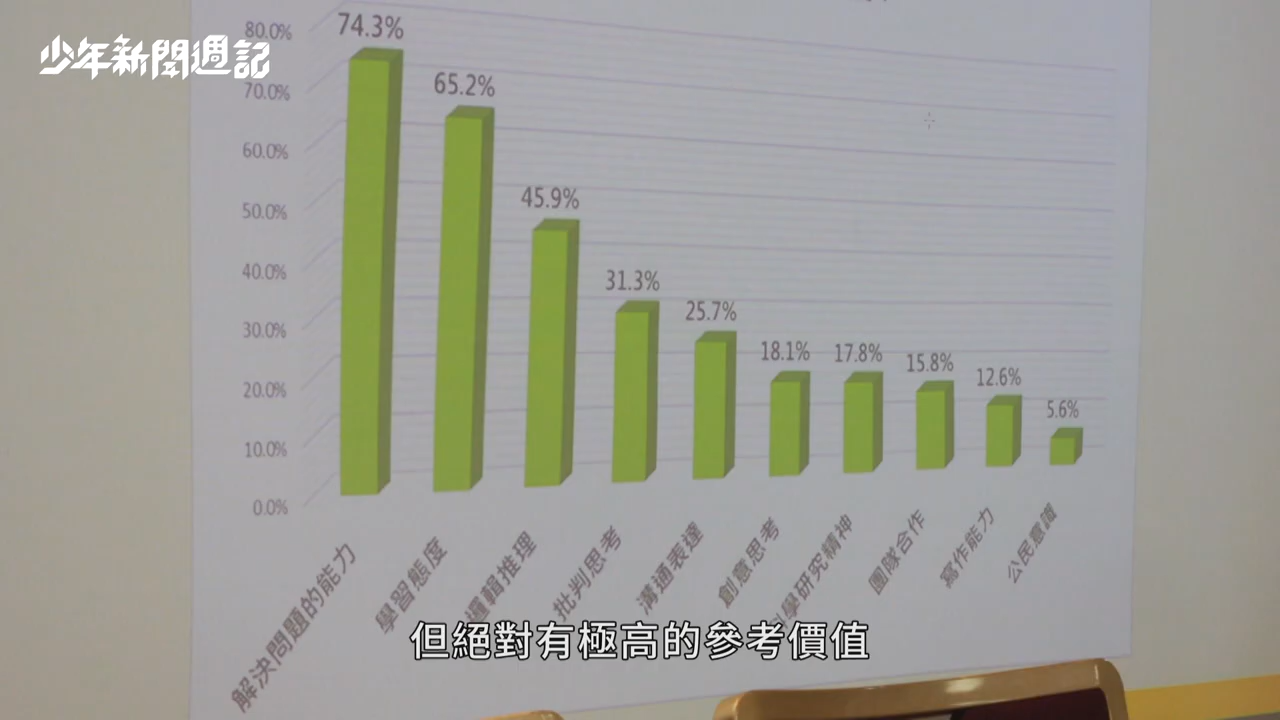 少年新聞週記
80.0%
70.0%
60.0%
50.0%
40.0%
30.0%
20.0%
10.0%
0.0%
74.3%
65.2%
45.9%
31.3%
25.7%
18.1%
17.8%
15.8%
12.6%
5.6%
解決問題的能力
學習態度
邏輯推理
批判思考
溝通表達
創意思考
科學研究精神
團隊合作
寫作能力
公民意識
但絕對有極高的參考價值